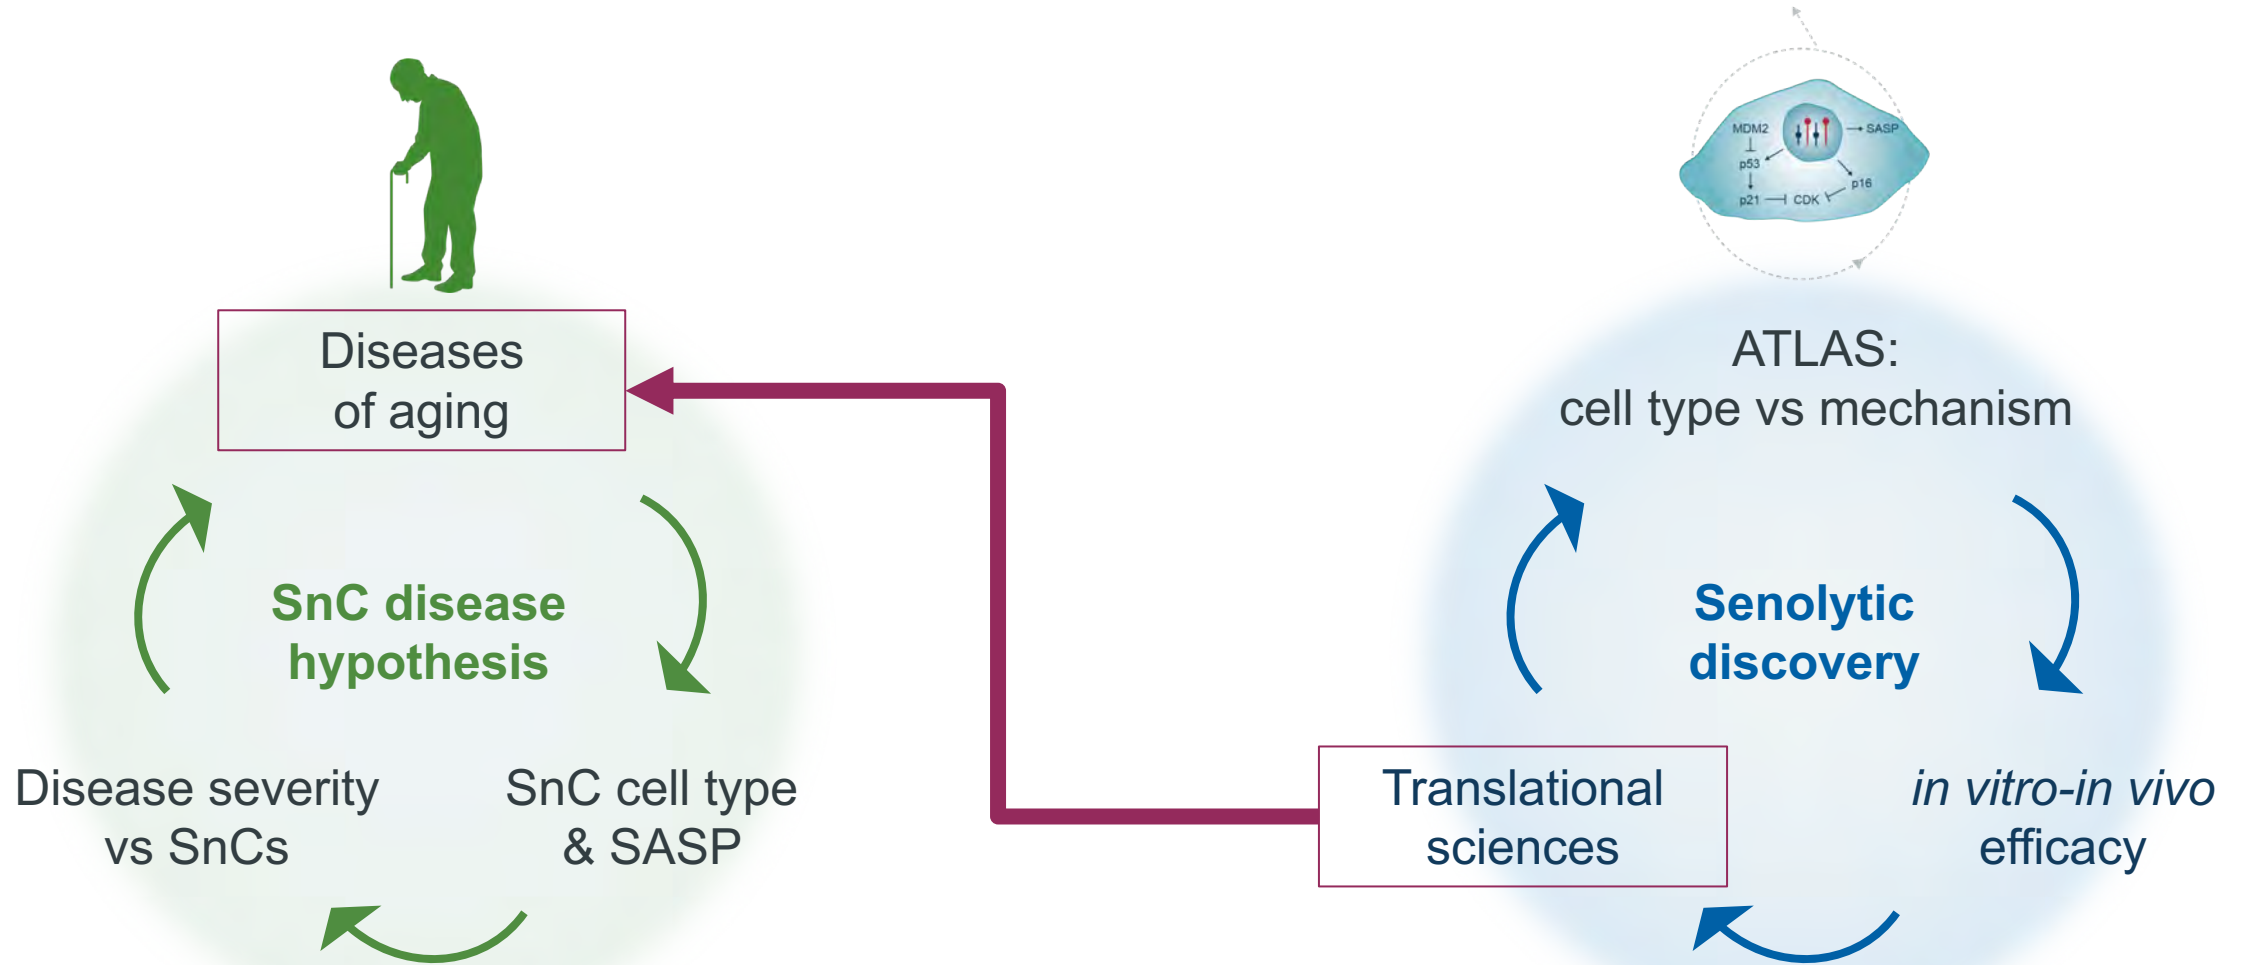 MDM2
SASP
p53
p16
p21
CDK
Diseases
of aging
ATLAS:
cell type vs mechanism
SnC disease
hypothesis
Senolytic
discovery
Disease severity
vs SnCs
SnC cell type
& SASP
Translational
sciences
in vitro-in vivo
efficacy